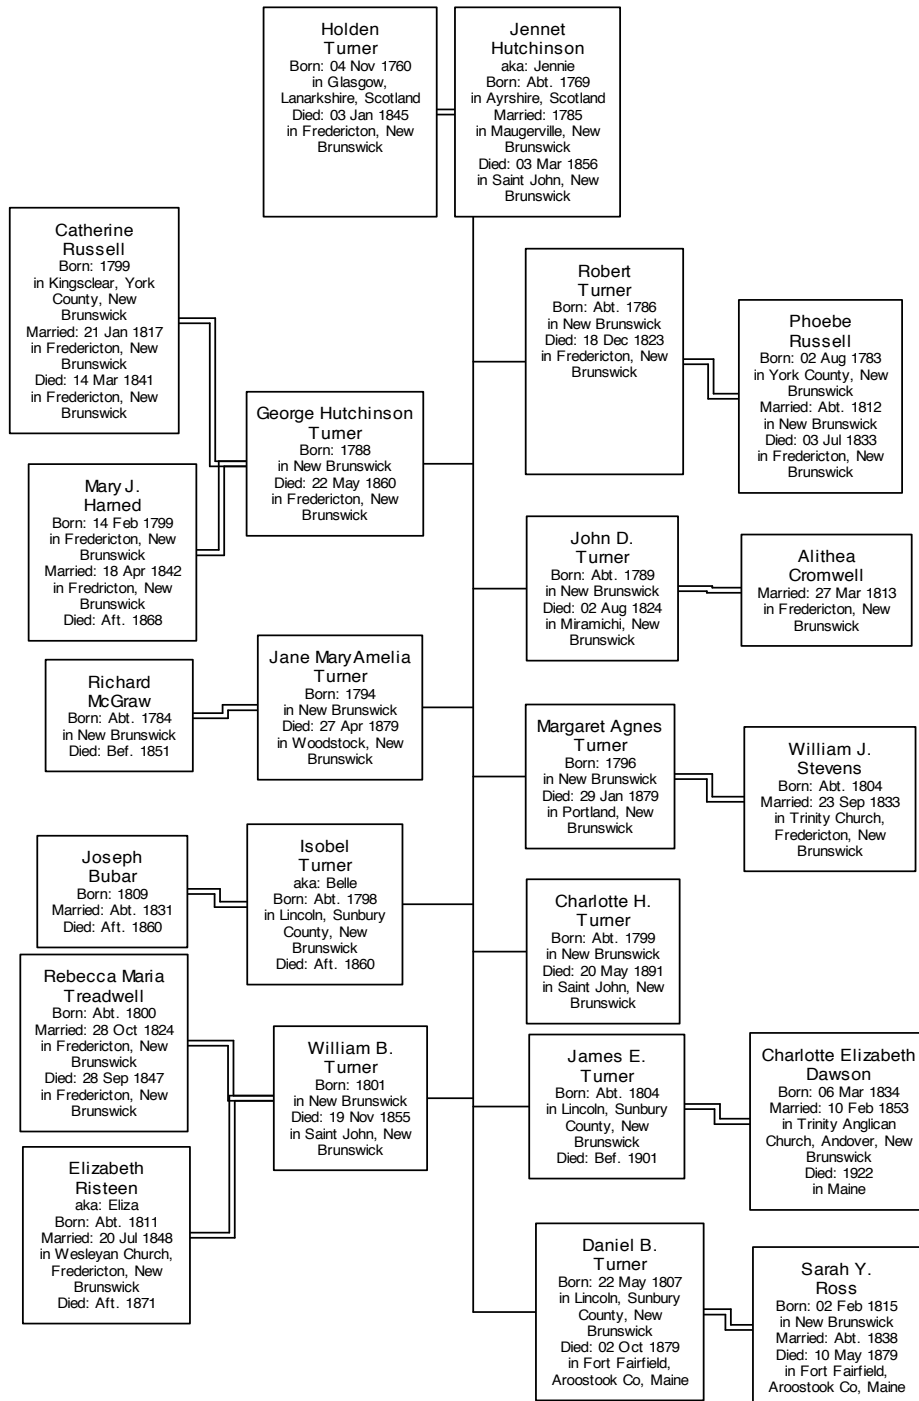 Holden
Turner
Born: 04 Nov 1760
in Glasgow,
Lanarkshire, Scotland
Died: 03 Jan 1845
in Fredericton, New
Brunswick
Jennet
Hutchinson
aka: Jennie
Born: Abt. 1769
in Ayrshire, Scotland
Married: 1785
in Maugerville, New
Brunswick
Died: 03 Mar 1856
in Saint John, New
Brunswick
Catherine
Russell
Born: 1799
in Kingsclear, York
County, New
Brunswick
Married: 21 Jan 1817
in Fredericton, New
Brunswick
Died: 14 Mar 1841
in Fredericton, New
Brunswick
Robert
Turner
Born: Abt. 1786
in New Brunswick
Died: 18 Dec 1823
in Fredericton, New
Brunswick
Phoebe
Russell
Born: 02 Aug 1783
in York County, New
Brunswick
Married: Abt. 1812
in New Brunswick
Died: 03 Jul 1833
in Fredericton, New
Brunswick
George Hutchinson
Turner
Born: 1788
in New Brunswick
Died: 22 May 1860
in Fredericton, New
Brunswick
Mary J.
Harned
Born: 14 Feb 1799
in Fredericton, New
Brunswick
Married: 18 Apr 1842
in Fredricton, New
Brunswick
Died: Aft. 1868
John D.
Turner
Born: Abt. 1789
in New Brunswick
Died: 02 Aug 1824
in Miramichi, New
Brunswick
Alithea
Cromwell
Married: 27 Mar 1813
in Fredericton, New
Brunswick
Richard
McGraw
Born: Abt. 1784
in New Brunswick
Died: Bef. 1851
Jane Mary Amelia
Turner
Born: 1794
in New Brunswick
Died: 27 Apr 1879
in Woodstock, New
Brunswick
Margaret Agnes
Turner
Born: 1796
in New Brunswick
Died: 29 Jan 1879
in Portland, New
Brunswick
William J.
Stevens
Born: Abt. 1804
Married: 23 Sep 1833
in Trinity Church,
Fredericton, New
Brunswick
Joseph
Bubar
Born: 1809
Married: Abt. 1831
Died: Aft. 1860
Isobel
Turner
aka: Belle
Born: Abt. 1798
in Lincoln, Sunbury
County, New
Brunswick
Died: Aft. 1860
Charlotte H.
Turner
Born: Abt. 1799
in New Brunswick
Died: 20 May 1891
in Saint John, New
Brunswick
Rebecca Maria
Treadwell
Born: Abt. 1800
Married: 28 Oct 1824
in Fredericton, New
Brunswick
Died: 28 Sep 1847
in Fredericton, New
Brunswick
William B.
Turner
Born: 1801
in New Brunswick
Died: 19 Nov 1855
in Saint John, New
Brunswick
James E.
Turner
Born: Abt. 1804
in Lincoln, Sunbury
County, New
Brunswick
Died: Bef. 1901
Charlotte Elizabeth
Dawson
Born: 06 Mar 1834
Married: 10 Feb 1853
in Trinity Anglican
Church, Andover, New
Brunswick
Died: 1922
in Maine
Elizabeth
Risteen
aka: Eliza
Born: Abt. 1811
Married: 20 Jul 1848
in Wesleyan Church,
Fredericton, New
Brunswick
Died: Aft. 1871
Daniel B.
Turner
Born: 22 May 1807
in Lincoln, Sunbury
County, New
Brunswick
Died: 02 Oct 1879
in Fort Fairfield,
Aroostook Co, Maine
Sarah Y.
Ross
Born: 02 Feb 1815
in New Brunswick
Married: Abt. 1838
Died: 10 May 1879
in Fort Fairfield,
Aroostook Co, Maine